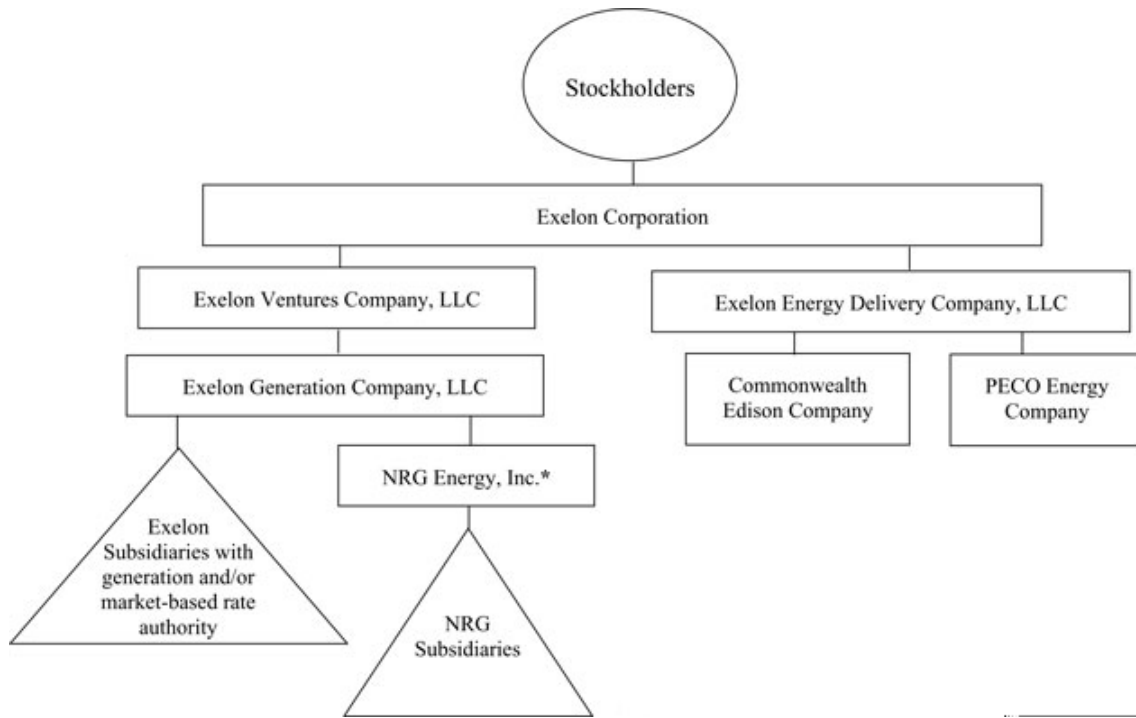 Stockholders
Exelon Corporation
Exelon Ventures Company, LLC
Exelon Energy Delivery Company, LLC
Exelon Generation Company, LLC
Commonwealth
Edison Company
PECO Energy
Company
NRG Energy, Inc.*
Exelon
Subsidiaries with
generation and/or
market-based rate
authority
NRG
Subsidiaries